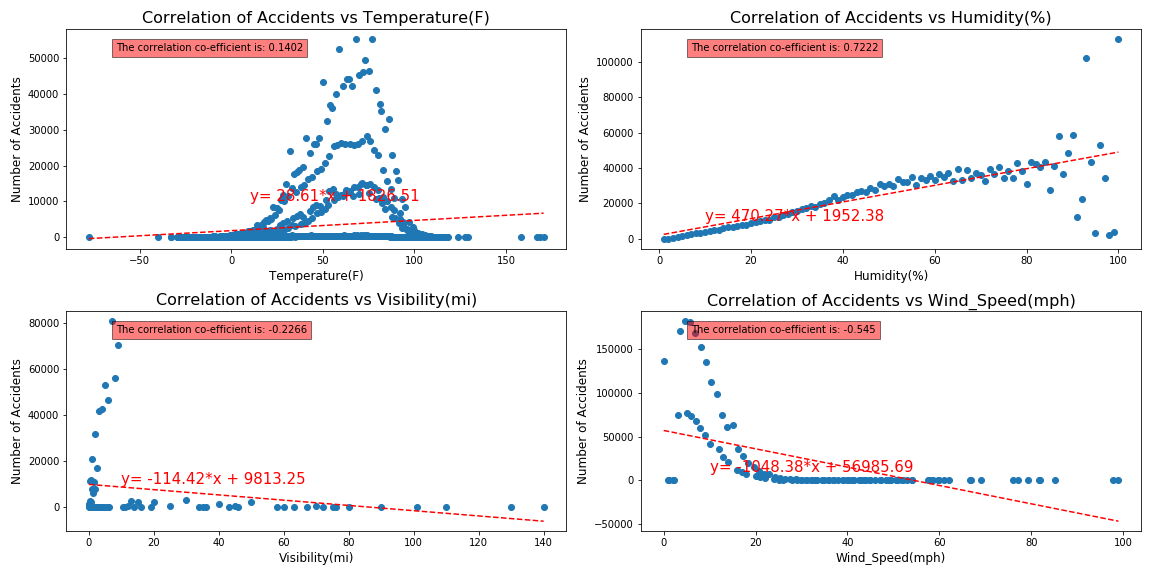 Correlation of Accidents vs Temperature(F)
The correlation co-efficient is: 0.1402
Number of Accidents
50000
40000
30000
20000
10000
0
y= 28.61*x + 1826.51
−50
0
50
100
150
Temperature(F)
Correlation of Accidents vs Humidity(%)
The correlation co-efficient is: 0.7222
Number of Accidents
100000
80000
60000
40000
20000
0
y= 470.27*x + 1952.38
0
20
40
60
80
100
Humidity(%)
Correlation of Accidents vs Visibility(mi)
The correlation co-efficient is: -0.2266
Number of Accidents
80000
60000
40000
20000
0
y= -114.42*x + 9813.25
0
20
40
60
80
100
120
140
Visibility(mi)
Correlation of Accidents vs Wind_Speed(mph)
The correlation co-efficient is: -0.545
Number of Accidents
150000
100000
50000
0
−50000
y= -1048.38*x + 56985.69
0
20
40
60
80
100
Wind_Speed(mph)